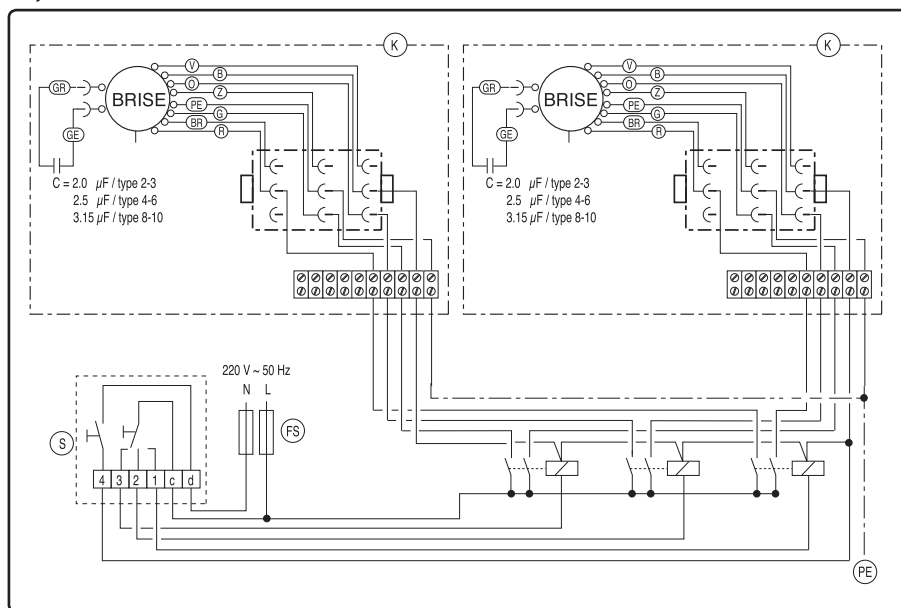 K
K
V
B
O
Z
GR
PE
G
BR
R
GE
BRISE
C = 2.0 µF / type 2-3
2.5 µF / type 4-6
3.15 µF / type 8-10
V
B
O
Z
GR
PE
G
BR
R
GE
BRISE
C = 2.0 µF / type 2-3
2.5 µF / type 4-6
3.15 µF / type 8-10
220 V ~ 50 Hz
N L
FS
S
4 3 2 1 c d
PE